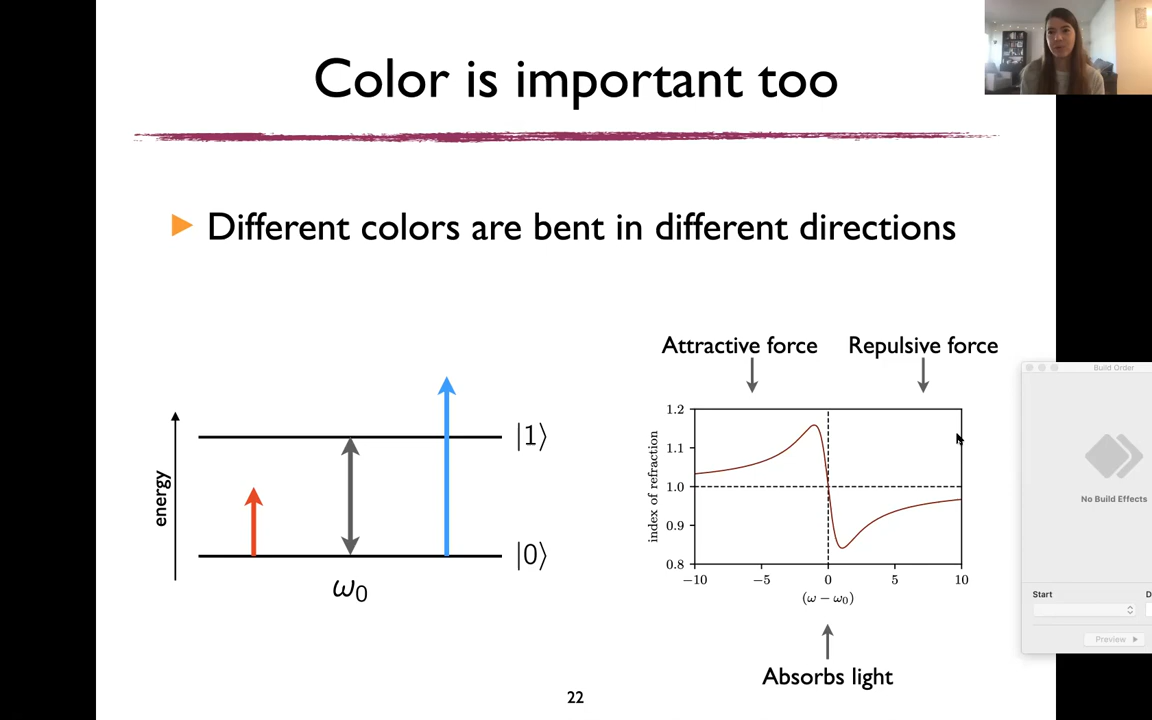 Color is important too
Different colors are bent in different directions
energy
|1⟩
|0⟩
ω0
Attractive force
Repulsive force
index of refraction
1.2
1.1
1.0
0.9
0.8
−10
−5
0
5
10
(ω − ω0)
Absorbs light
22
Build Order
No Build Effects
Start
D
Preview